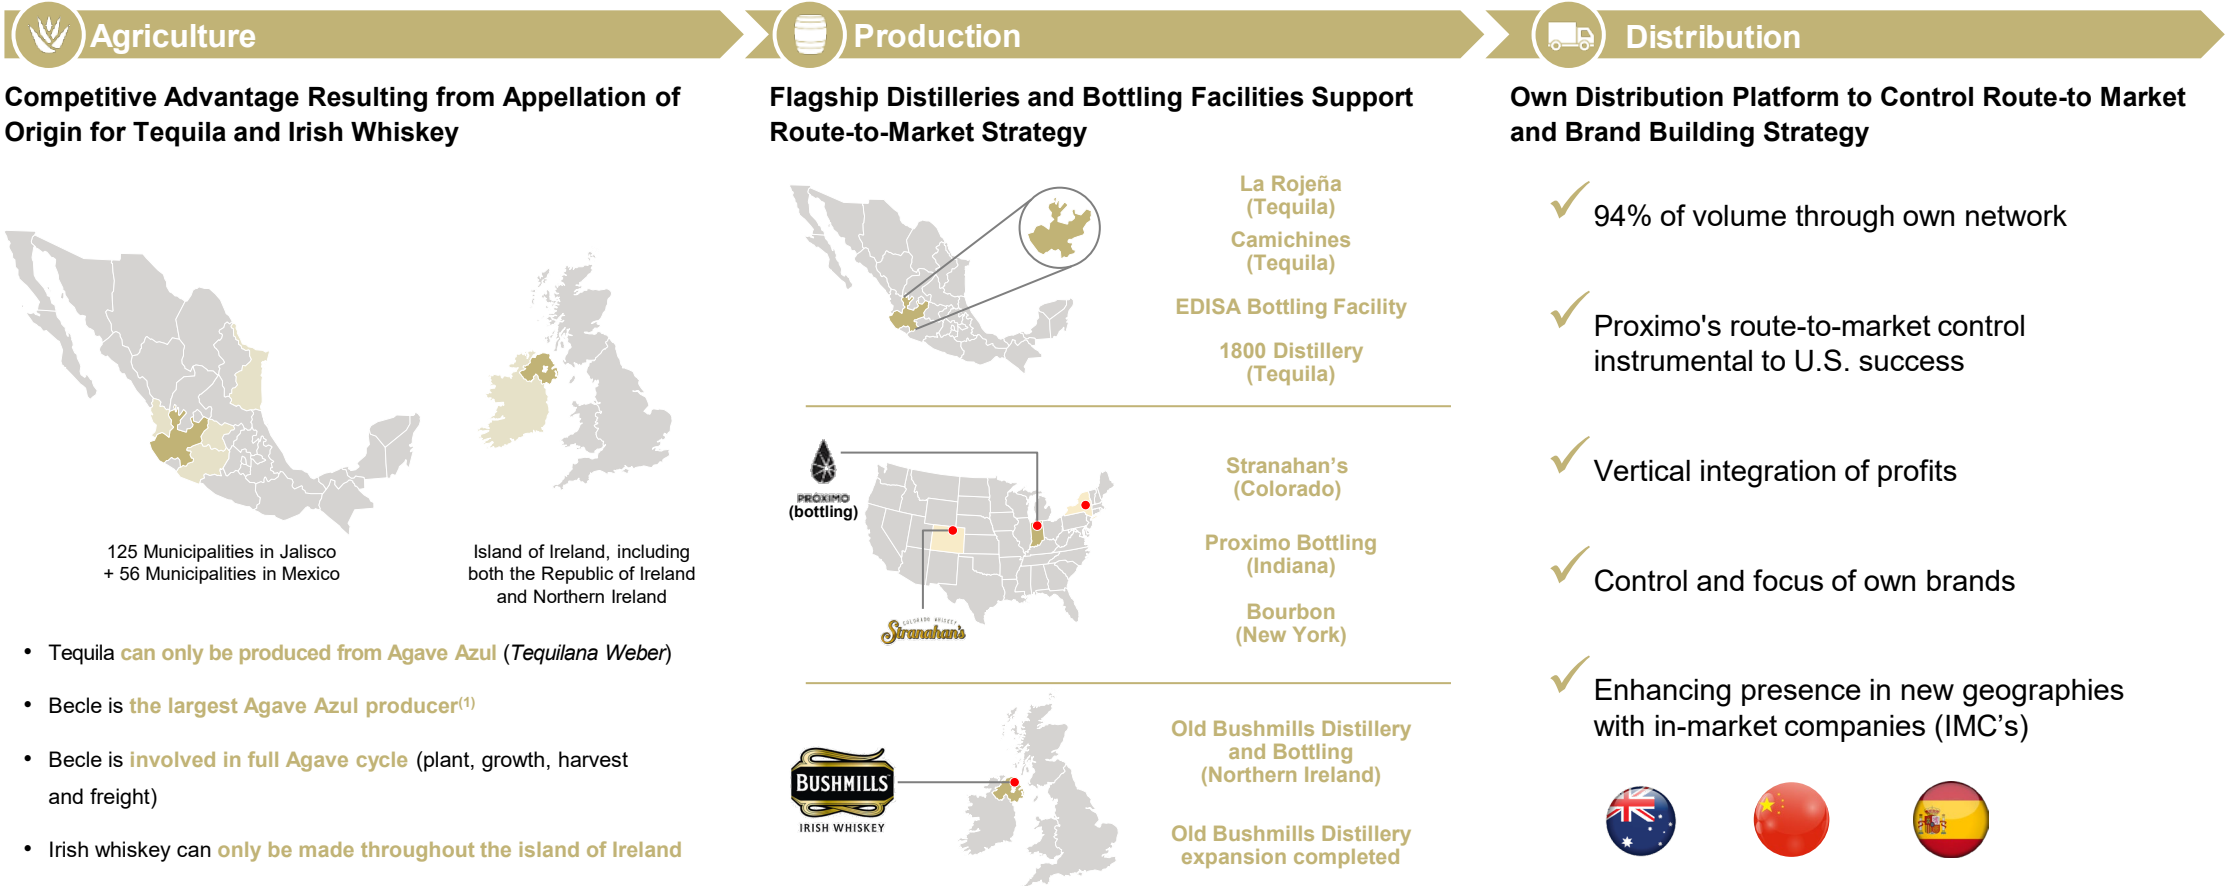 Agriculture
Competitive Advantage Resulting from Appellation of
Origin for Tequila and Irish Whiskey
125 Municipalities in Jalisco
+ 56 Municipalities in Mexico
Island of Ireland, including
both the Republic of Ireland
and Northern Ireland
• Tequila can only be produced from Agave Azul (Tequilana Weber)
• Becle is the largest Agave Azul producer(1)
• Becle is involved in full Agave cycle (plant, growth, harvest
and freight)
• Irish whiskey can only be made throughout the island of Ireland
Production
Flagship Distilleries and Bottling Facilities Support
Route-to-Market Strategy
La Rojeña
(Tequila)
Camichines
(Tequila)
EDISA Bottling Facility
1800 Distillery
(Tequila)
PROXIMO
(bottling)
COLORADO WHISKEY
Stranahan's
Stranahan’s
(Colorado)
Proximo Bottling
(Indiana)
Bourbon
(New York)
BUSHMILLS
IRISH WHISKEY
Old Bushmills Distillery
and Bottling
(Northern Ireland)
Old Bushmills Distillery
expansion completed
Distribution
Own Distribution Platform to Control Route-to Market
and Brand Building Strategy
94% of volume through own network
Proximo's route-to-market control
instrumental to U.S. success
Vertical integration of profits
Control and focus of own brands
Enhancing presence in new geographies
with in-market companies (IMC’s)